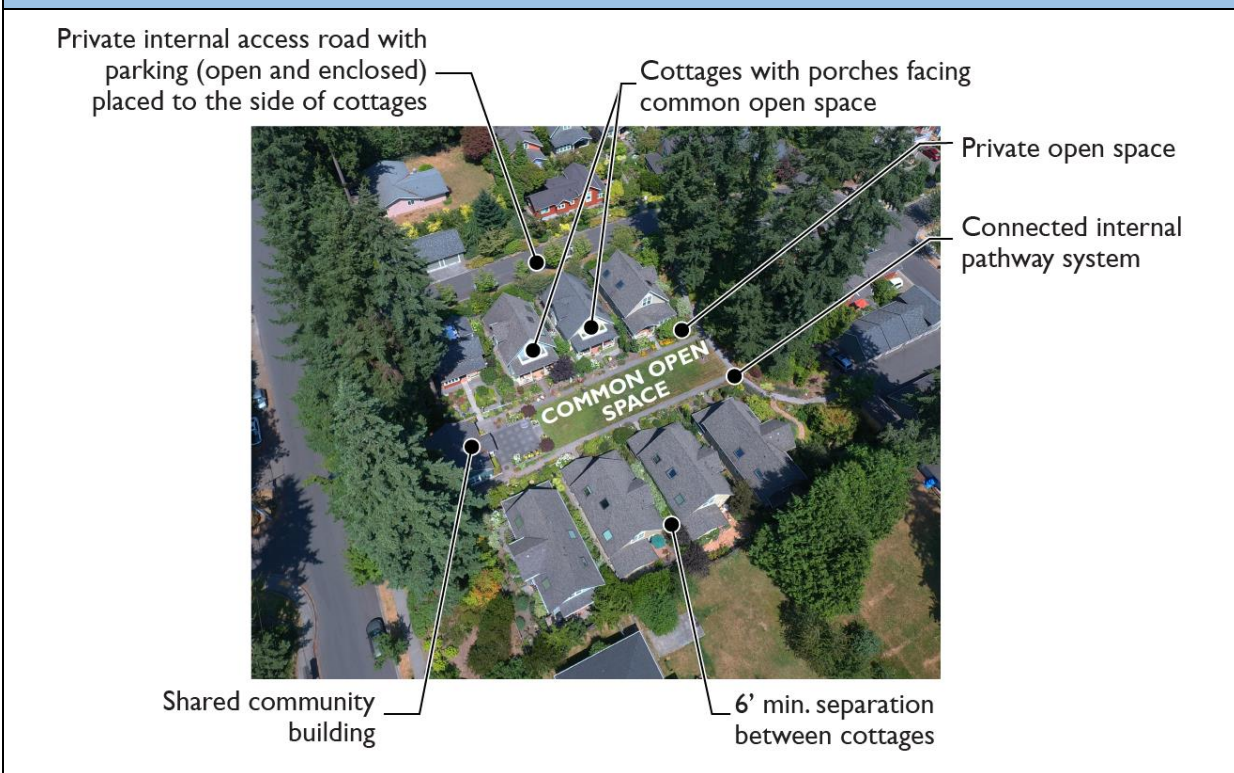 Private internal access road with
parking (open and enclosed)
placed to the side of cottages
Cottages with porches facing
common open space
Private open space
Connected internal
pathway system
COMMON OPEN
SPACE
Shared community
building
6’ min. separation
between cottages